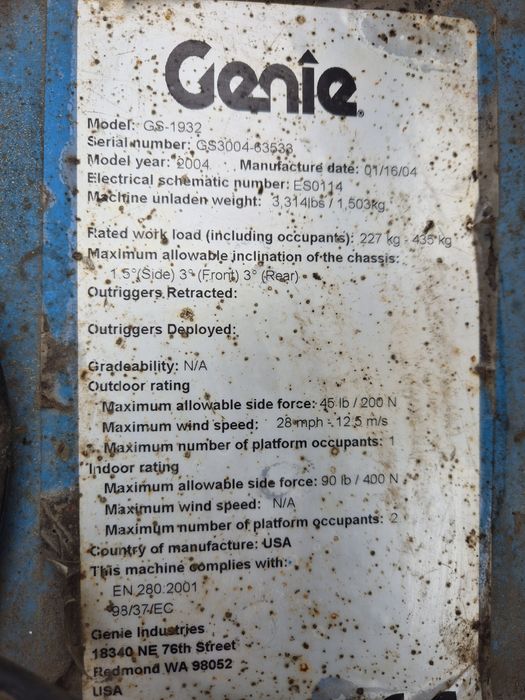 Genie
Model: GS-1932
Serial number: GS3004-63533
Model year: 2004 Manufacture date: 01/16/04
Electrical schematic number: ES0114
Machine unladen weight: 3,314lbs / 1,503kg
Rated work load (including occupants): 227 kg - 435 kg
Maximum allowable inclination of the chassis:
1.5°(Side) 3° (Front) 3° (Rear)
Outriggers Retracted:
Outriggers Deployed:
Gradeability: N/A
Outdoor rating
Maximum allowable side force: 45 lb / 200 N
Maximum wind speed: 28 mph - 12.5 m/s
Maximum number of platform occupants: 1
Indoor rating
Maximum allowable side force: 90 lb / 400 N
Maximum wind speed: N/A
Maximum number of platform occupants: 2
Country of manufacture: USA
This machine complies with:
EN 280:2001
98/37/EC
Genie Industries
18340 NE 76th Street
Redmond WA 98052
USA